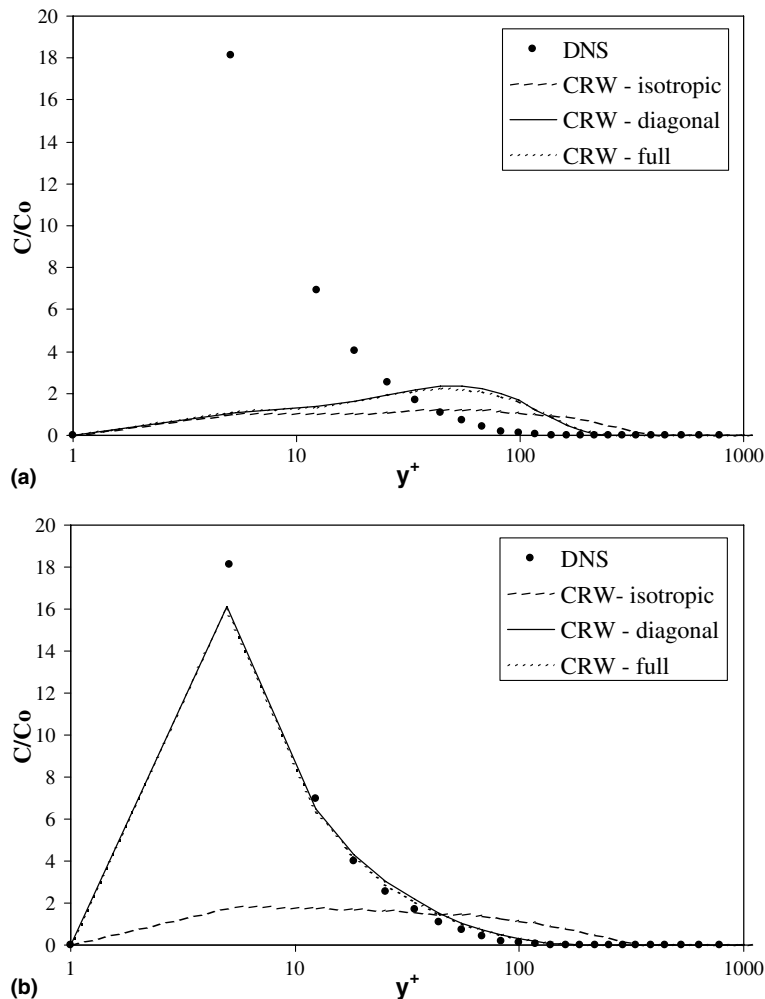 20
18
16
14
12
10
8
6
4
2
0
C/Co
DNS
CRW - isotropic
CRW - diagonal
CRW - full
1 10 100 1000
y+
(a)
20
18
16
14
12
10
8
6
4
2
0
C/Co
DNS
CRW- isotropic
CRW - diagonal
CRW - full
1 10 100 1000
y+
(b)